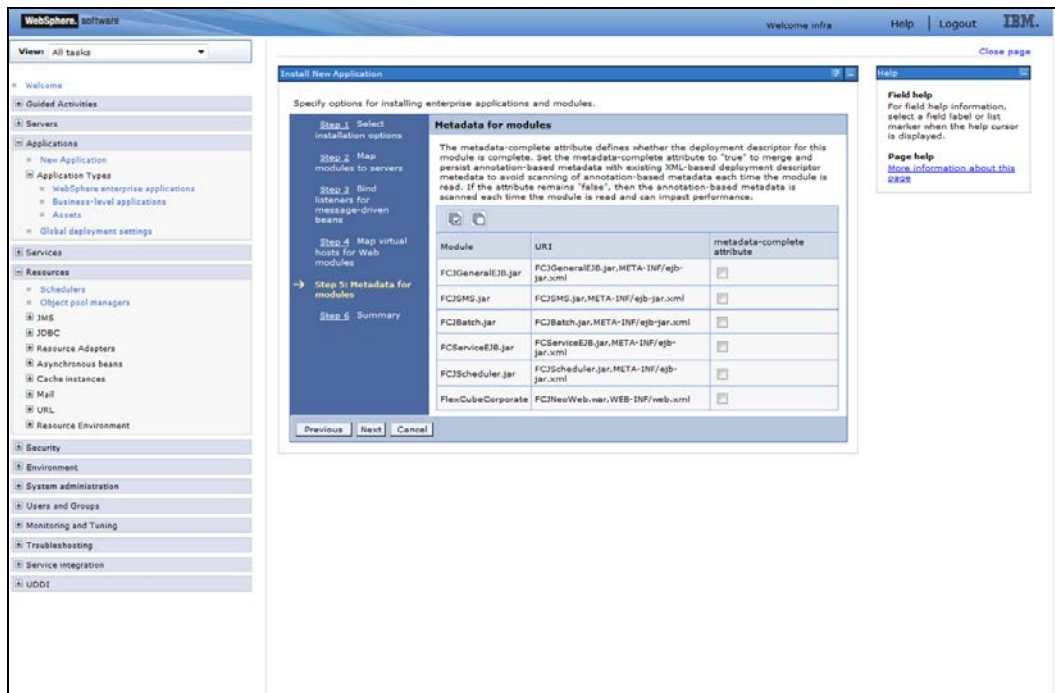 WebSphere. software
Welcome infra
Help | Logout
IBM.
View: All tasks
Close page
Welcome
Guided Activities
Servers
Applications
New Application
Application Types
WebSphere enterprise applications
Business-level applications
Assets
Global deployment settings
Services
Resources
Schedulers
Object pool managers
JMS
JDBC
Resource Adapters
Asynchronous beans
Cache instances
Mail
URL
Resource Environment
Security
Environment
System administration
Users and Groups
Monitoring and Tuning
Troubleshooting
Service integration
UDDI
Install New Application
?
Specify options for installing enterprise applications and modules.
Step 1 Select
installation options
Step 2 Map
modules to servers
Step 3 Bind
listeners for
message-driven
beans
Step 4 Map virtual
hosts for Web
modules
Step 5: Metadata for
modules
Step 6 Summary
Metadata for modules
The metadata-complete attribute defines whether the deployment descriptor for this
module is complete. Set the metadata-complete attribute to "true" to merge and
persist annotation-based metadata with existing XML-based deployment descriptor
metedata to avoid scanning of annotation-based metadata each time the module is
read. If the attribute remains "false", then the annotation-based metadata is
scanned each time the module is read and can impact performance.
Module URI metadata-complete
attribute
FCJGeneralEJB.jar FCJGeneralEJB.jar,META-INF/ejb-
jar.xml
FCJSMS.jar FCJSMS.jar,META-INF/ejb-jar.xml
FCJBatch.jar FCJBatch.jar,META-INF/ejb-jar.xml
FCServiceEJB.jar FCServiceEJB.jar,META-INF/ejb-
jar.xml
FCJScheduler.jar FCJScheduler.jar,META-INF/ejb-
jar.xml
FlexCubeCorporate FCJNeoWeb.war,WEB-INF/web.xml
Previous Next Cancel
Help
Field help
For field help information,
select a field label or list
marker when the help cursor
is displayed.
Page help
More information about this
page